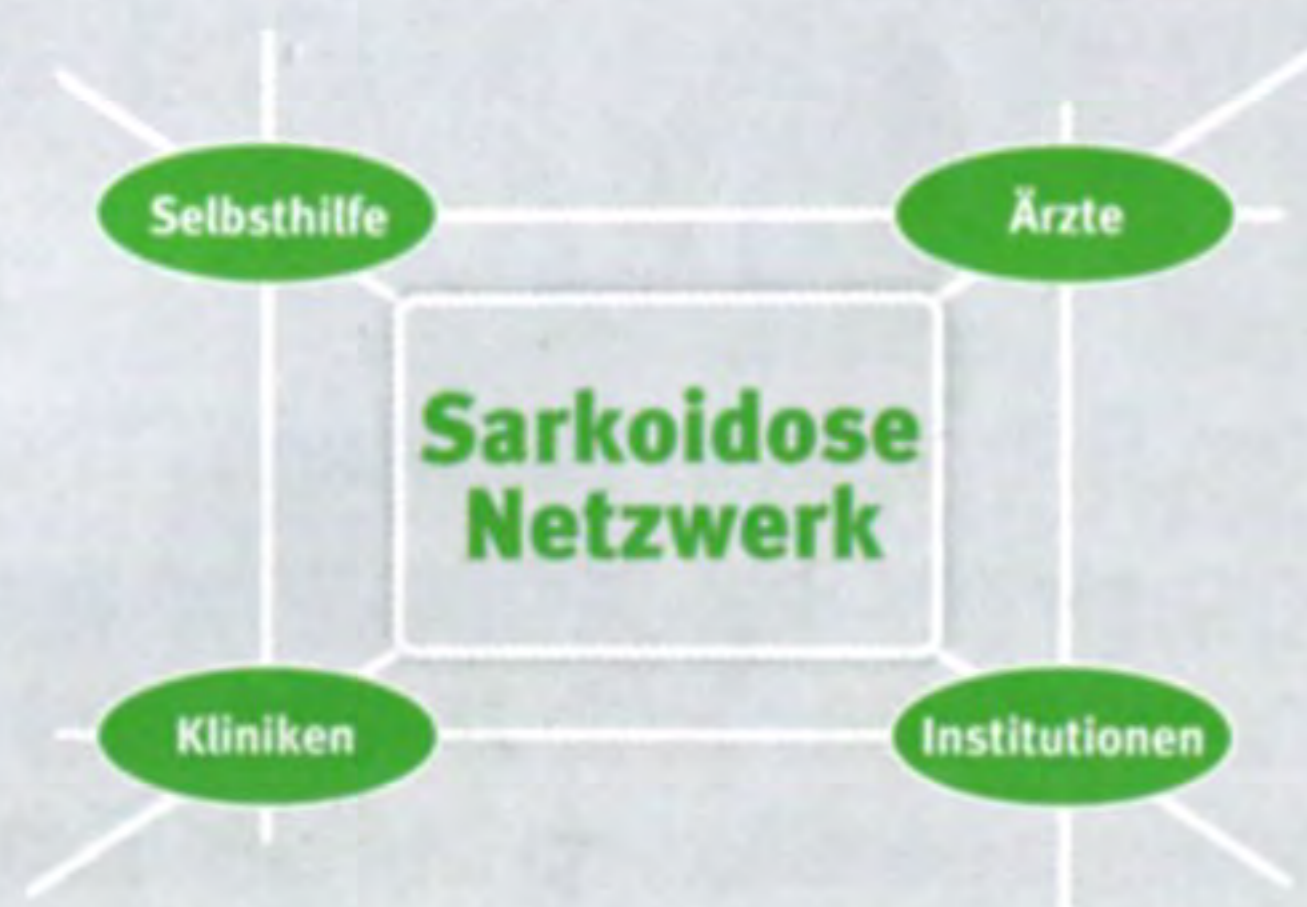 Selbsthilfe
Ärzte
Sarkoidose
Netzwerk
Kliniken
Institutionen